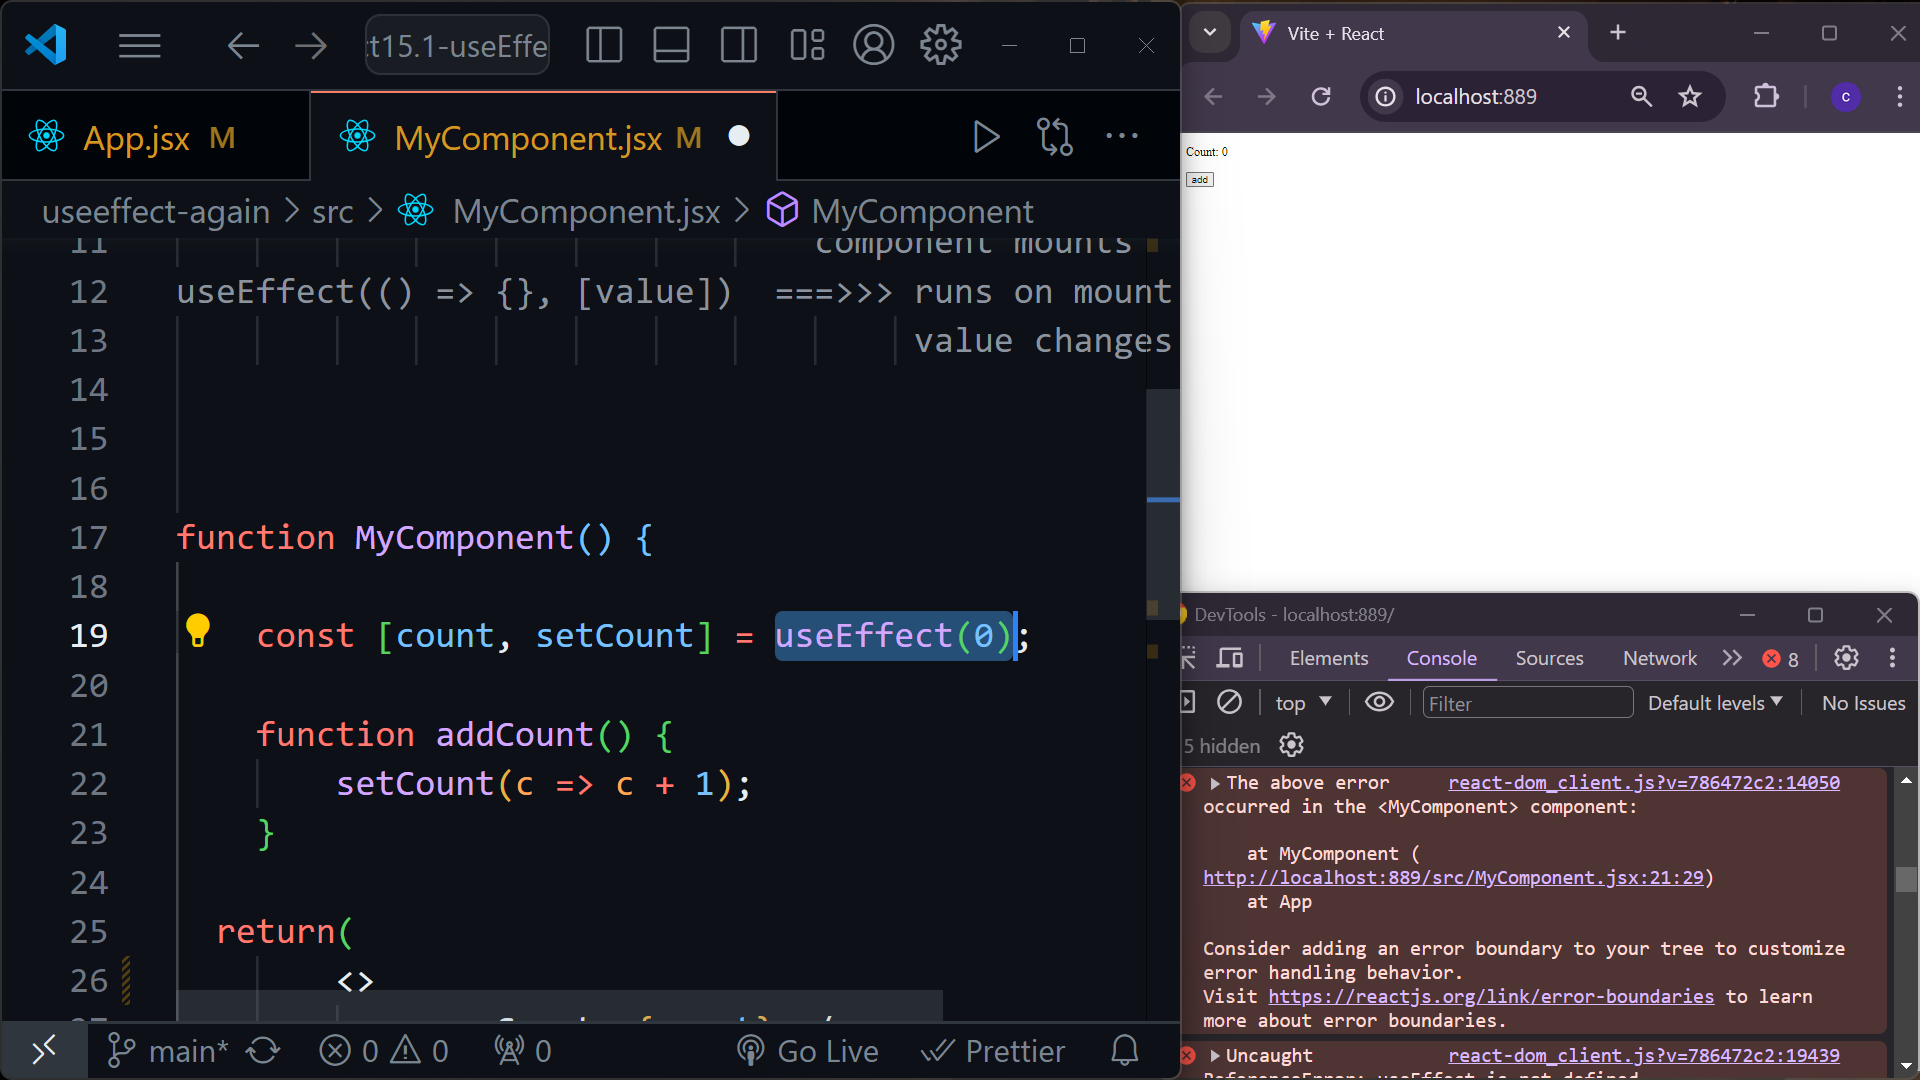 ct15.1-useEffe
App.jsx M
MyComponent.jsx M
useeffect-again > src > MyComponent.jsx > MyComponent
11 component mounts
12 useEffect(() => {}, [value]) ===>>> runs on mount
13 value changes
14
15
16
17 function MyComponent() {
18
19 const [count, setCount] = useEffect(0);
20
21 function addCount() {
22 setCount(c => c + 1);
23 }
24
25 return(
26 <>
main* 0 0 0 Go Live Prettier
Vite + React
localhost:889
c
Count: 0
add
DevTools - localhost:889/
Elements Console Sources Network 8
top Filter Default levels No Issues
5 hidden
The above error react-dom_client.js?v=786472c2:14050
occurred in the <MyComponent> component:
at MyComponent (
http://localhost:889/src/MyComponent.jsx:21:29)
at App
Consider adding an error boundary to your tree to customize
error handling behavior.
Visit https://reactjs.org/link/error-boundaries to learn
more about error boundaries.
Uncaught react-dom_client.js?v=786472c2:19439
ReferenceError: useEffect is not defined